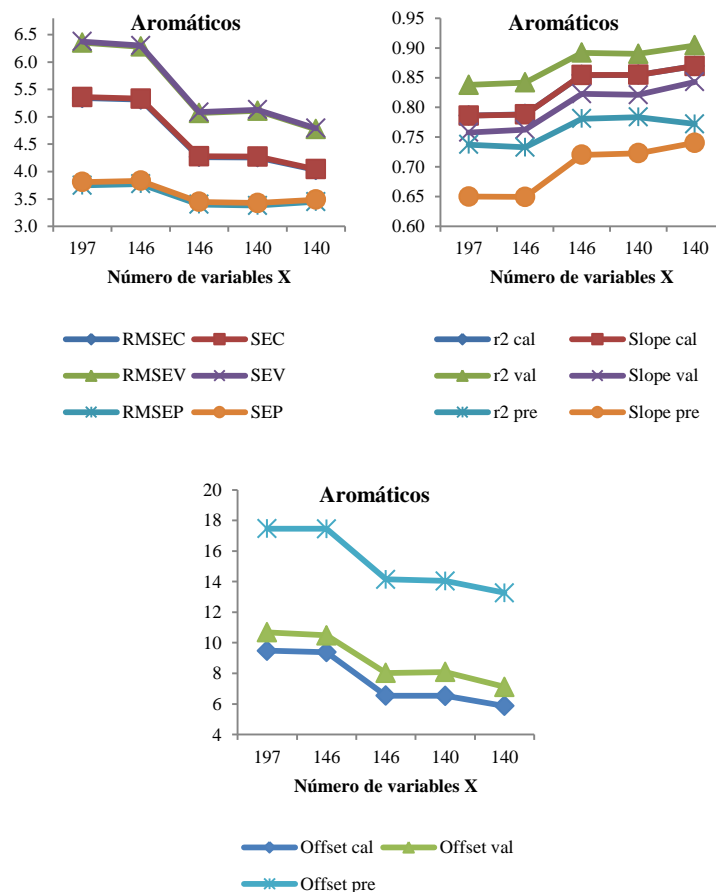 Aromáticos
6.5
6.0
5.5
5.0
4.5
4.0
3.5
3.0
197 146 146 140 140
Número de variables X
RMSEC SEC
RMSEV SEV
RMSEP SEP
Aromáticos
0.95
0.90
0.85
0.80
0.75
0.70
0.65
0.60
197 146 146 140 140
Número de variables X
r2 cal Slope cal
r2 val Slope val
r2 pre Slope pre
Aromáticos
20
18
16
14
12
10
8
6
4
197 146 146 140 140
Número de variables X
Offset cal Offset val
Offset pre